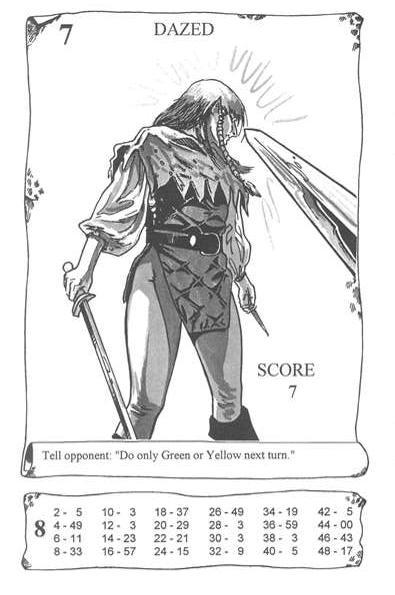 7 DAZED
SCORE
7
Tell opponent: "Do only Green or Yellow next turn."
8
2 - 5 10 - 3 18 - 37 26 - 49 34 - 19 42 - 5
4 - 49 12 - 3 20 - 29 28 - 3 36 - 59 44 - 00
6 - 11 14 - 23 22 - 21 30 - 3 38 - 3 46 - 43
8 - 33 16 - 57 24 - 15 32 - 9 40 - 5 48 - 17